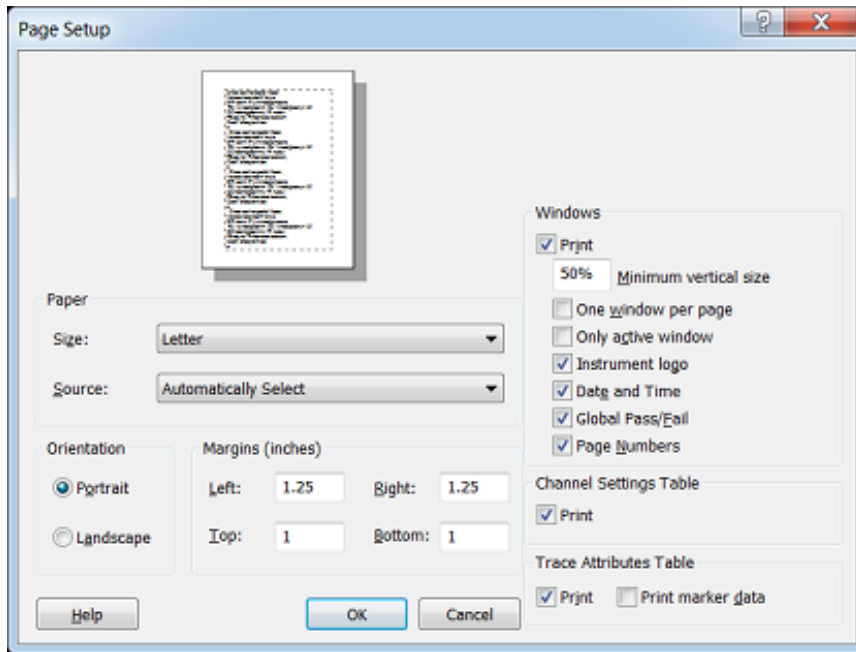 Page Setup
Windows
Print
50% Minimum vertical size
One window per page
Only active window
Instrument logo
Date and Time
Global Pass/Fail
Page Numbers
Paper
Size: Letter
Source: Automatically Select
Orientation
Portrait
Landscape
Margins (inches)
Left: 1.25 Right: 1.25
Top: 1 Bottom: 1
Channel Settings Table
Print
Trace Attributes Table
Print Print marker data
Help OK Cancel